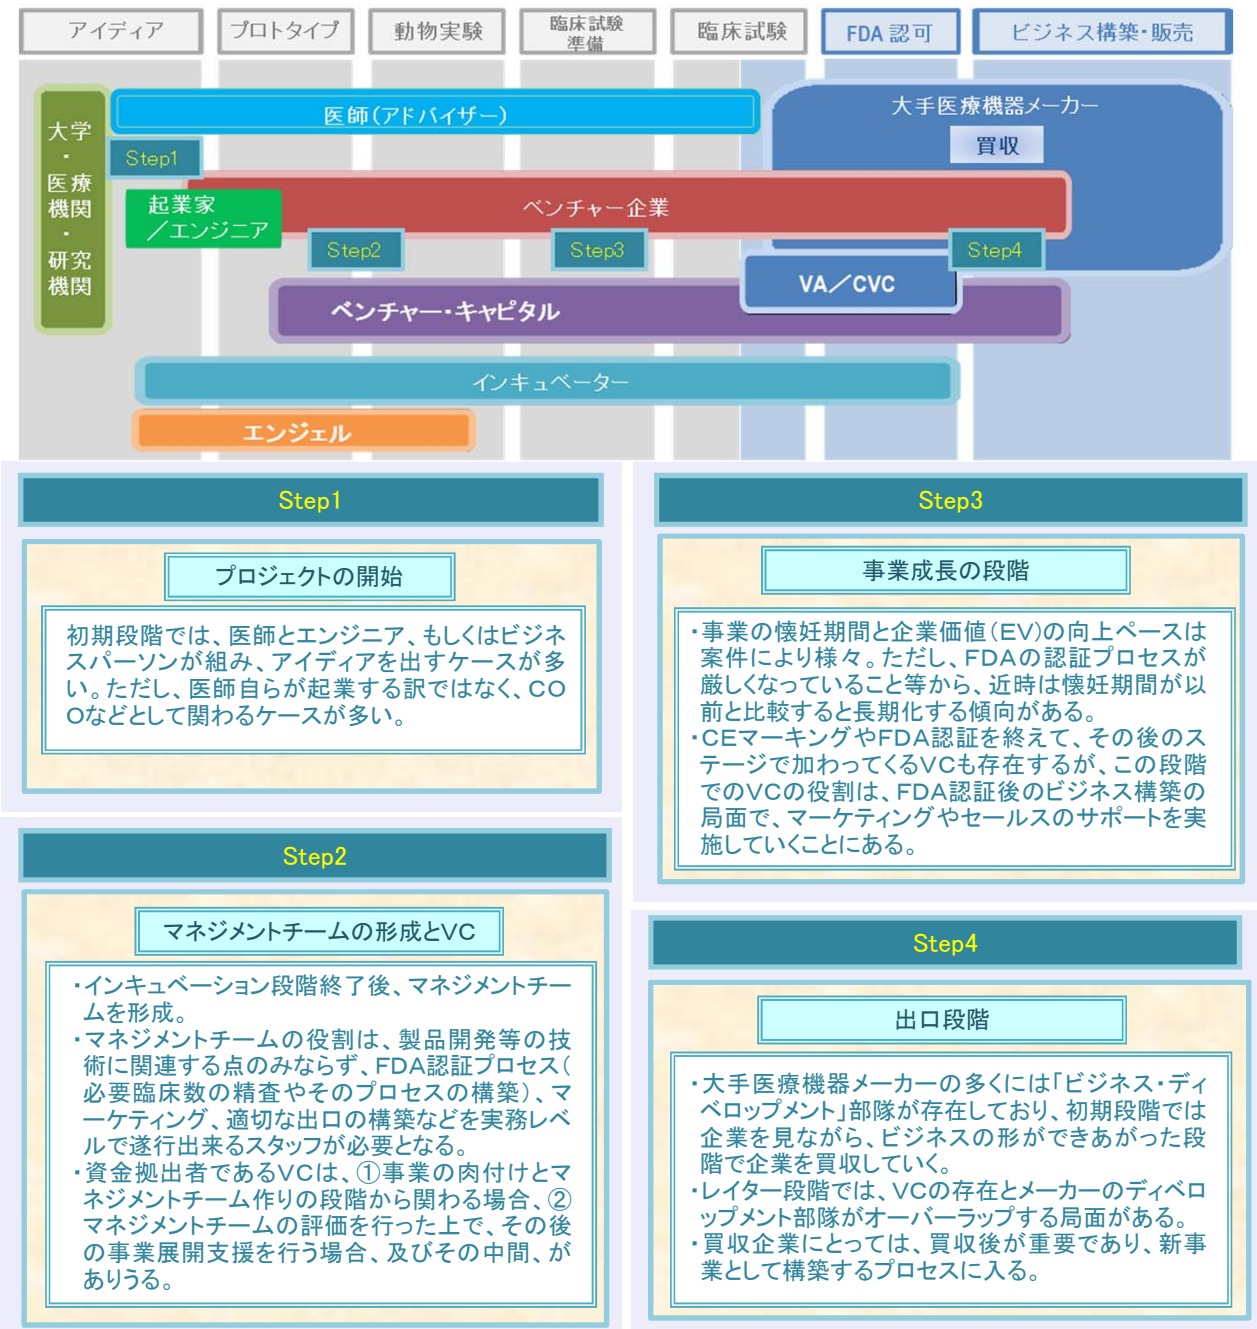 アイディア
プロトタイプ
動物実験
臨床試験
準備
臨床試験
FDA 認可
ビジネス構築・販売
大学
・
医療
機関
・
研究
機関
医師(アドバイザー)
大手医療機器メーカー
買収
Step1
起業家
／エンジニア
ベンチャー企業
Step2
Step3
Step4
VA／CVC
ベンチャー・キャピタル
インキュベーター
エンジェル
Step1
プロジェクトの開始
初期段階では、医師とエンジニア、もしくはビジネ
スパーソンが組み、アイディアを出すケースが多
い。ただし、医師自らが起業する訳ではなく、CO
Oなどとして関わるケースが多い。
Step2
マネジメントチームの形成とVC
・インキュベーション段階終了後、マネジメントチー
ムを形成。
・マネジメントチームの役割は、製品開発等の技
術に関連する点のみならず、FDA認証プロセス(
必要臨床数の精査やそのプロセスの構築)、マ
ーケティング、適切な出口の構築などを実務レベ
ルで遂行出来るスタッフが必要となる。
・資金拠出者であるVCは、①事業の肉付けとマ
ネジメントチーム作りの段階から関わる場合、②
マネジメントチームの評価を行った上で、その後
の事業展開支援を行う場合、及びその中間、が
ありうる。
Step3
事業成長の段階
・事業の懐妊期間と企業価値(EV)の向上ペースは
案件により様々。ただし、FDAの認証プロセスが
厳しくなっていること等から、近時は懐妊期間が以
前と比較すると長期化する傾向がある。
・CEマーキングやFDA認証を終えて、その後のス
テージで加わってくるVCも存在するが、この段階
でのVCの役割は、FDA認証後のビジネス構築の
局面で、マーケティングやセールスのサポートを実
施していくことにある。
Step4
出口段階
・大手医療機器メーカーの多くには「ビジネス・ディ
ベロップメント」部隊が存在しており、初期段階では
企業を見ながら、ビジネスの形ができあがった段
階で企業を買収していく。
・レイター段階では、VCの存在とメーカーのディベロ
ップメント部隊がオーバーラップする局面がある。
・買収企業にとっては、買収後が重要であり、新事
業として構築するプロセスに入る。